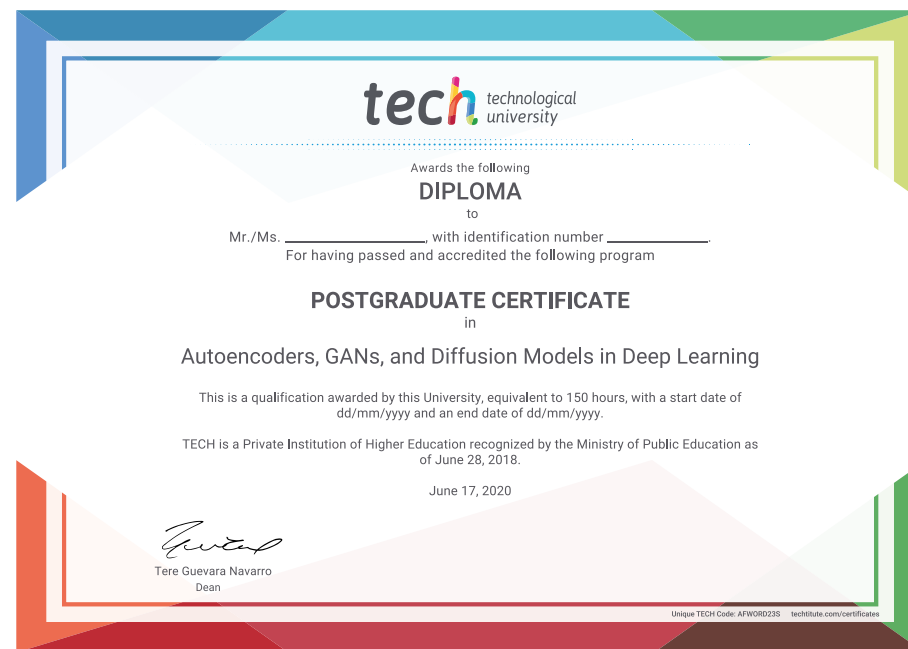 tech technological
university
Awards the following
DIPLOMA
to
Mr./Ms. ____________________, with identification number ______________.
For having passed and accredited the following program
POSTGRADUATE CERTIFICATE
in
Autoencoders, GANs, and Diffusion Models in Deep Learning
This is a qualification awarded by this University, equivalent to 150 hours, with a start date of
dd/mm/yyyy and an end date of dd/mm/yyyy.
TECH is a Private Institution of Higher Education recognized by the Ministry of Public Education as
of June 28, 2018.
June 17, 2020
Tere Guevara Navarro
Dean
Unique TECH Code: AFWORD23S techtitute.com/certificates